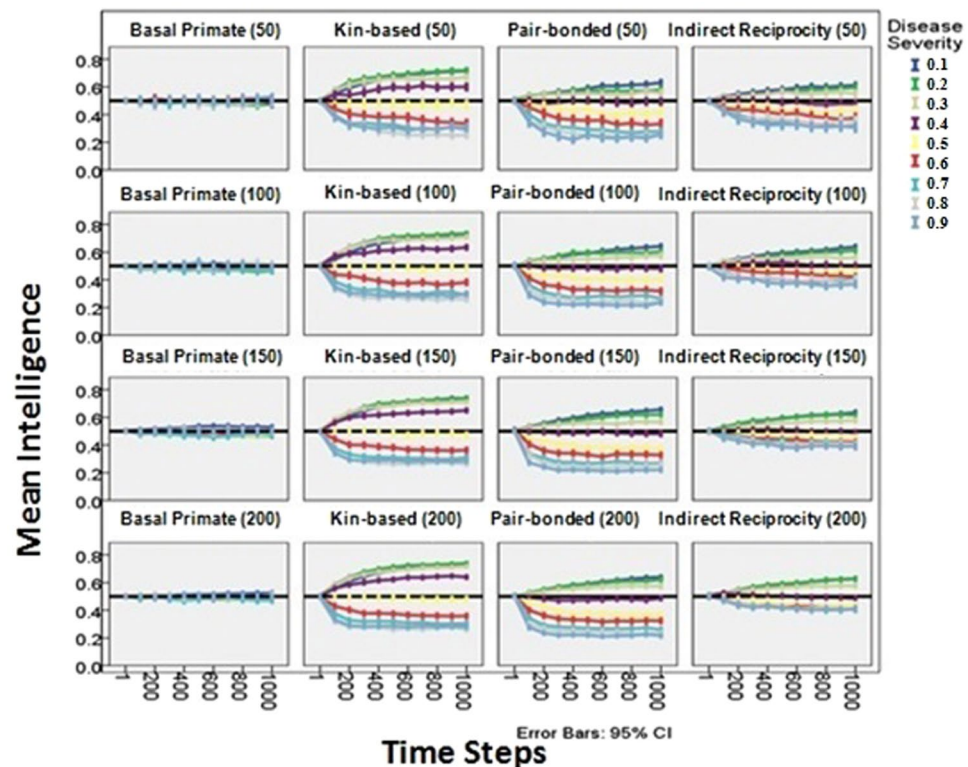 Basal Primate (50) Kin-based (50) Pair-bonded (50) Indirect Reciprocity (50)
Disease
Severity
0.1
0.2
0.3
0.4
0.5
0.6
0.7
0.8
0.9
0.8
0.6
0.4
0.2
0.0
Basal Primate (100) Kin-based (100) Pair-bonded (100) Indirect Reciprocity (100)
0.8
0.6
0.4
0.2
0.0
Basal Primate (150) Kin-based (150) Pair-bonded (150) Indirect Reciprocity (150)
0.8
0.6
0.4
0.2
0.0
Basal Primate (200) Kin-based (200) Pair-bonded (200) Indirect Reciprocity (200)
0.8
0.6
0.4
0.2
0.0
Mean Intelligence
1 200 400 600 800 1000 1 200 400 600 800 1000 1 200 400 600 800 1000 1 200 400 600 800 1000
Error Bars: 95% CI
Time Steps